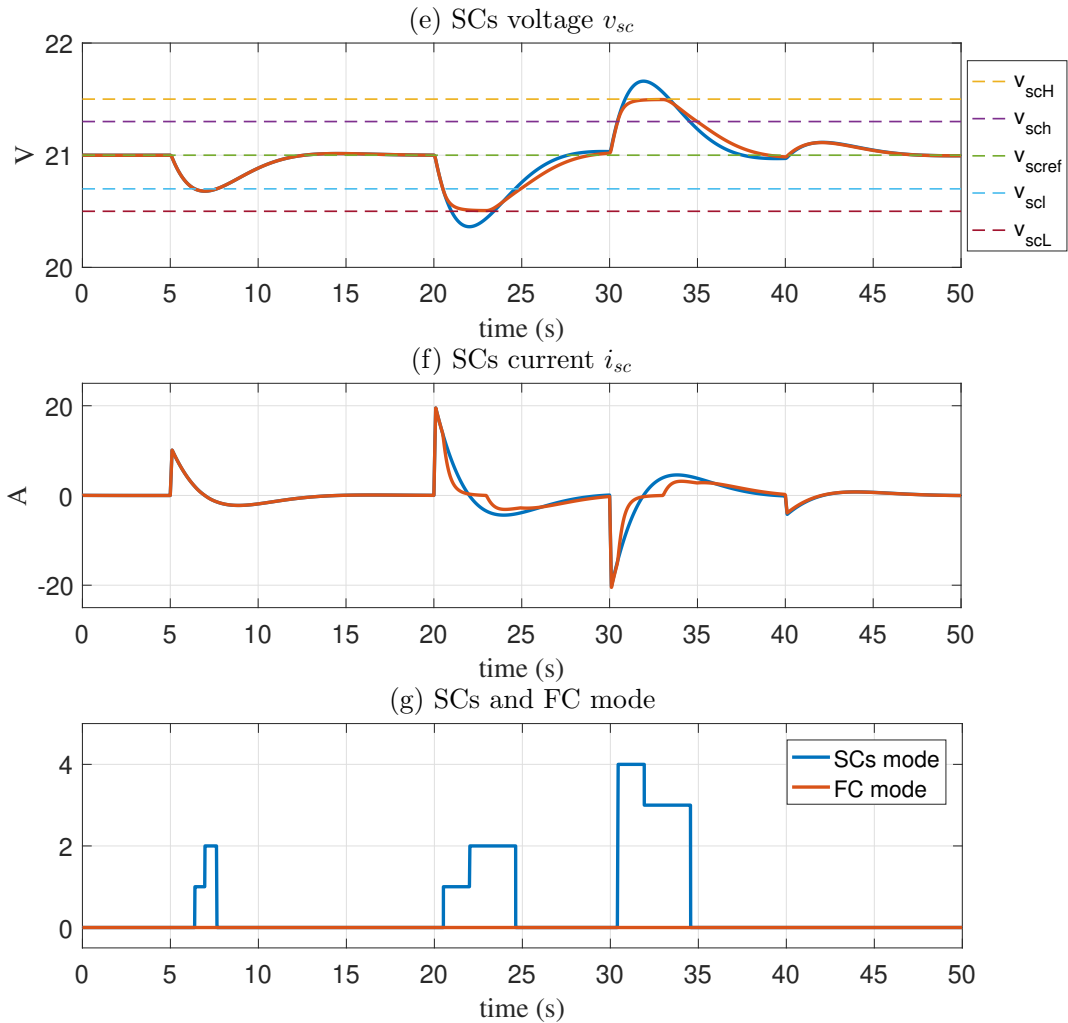 (e) SCs voltage v_sc
22
21
20
V
0 5 10 15 20 25 30 35 40 45 50
time (s)
v_scH
v_sch
v_scref
v_scl
v_scL
(f) SCs current i_sc
20
0
-20
A
0 5 10 15 20 25 30 35 40 45 50
time (s)
(g) SCs and FC mode
4
2
0
SCs mode
FC mode
0 5 10 15 20 25 30 35 40 45 50
time (s)